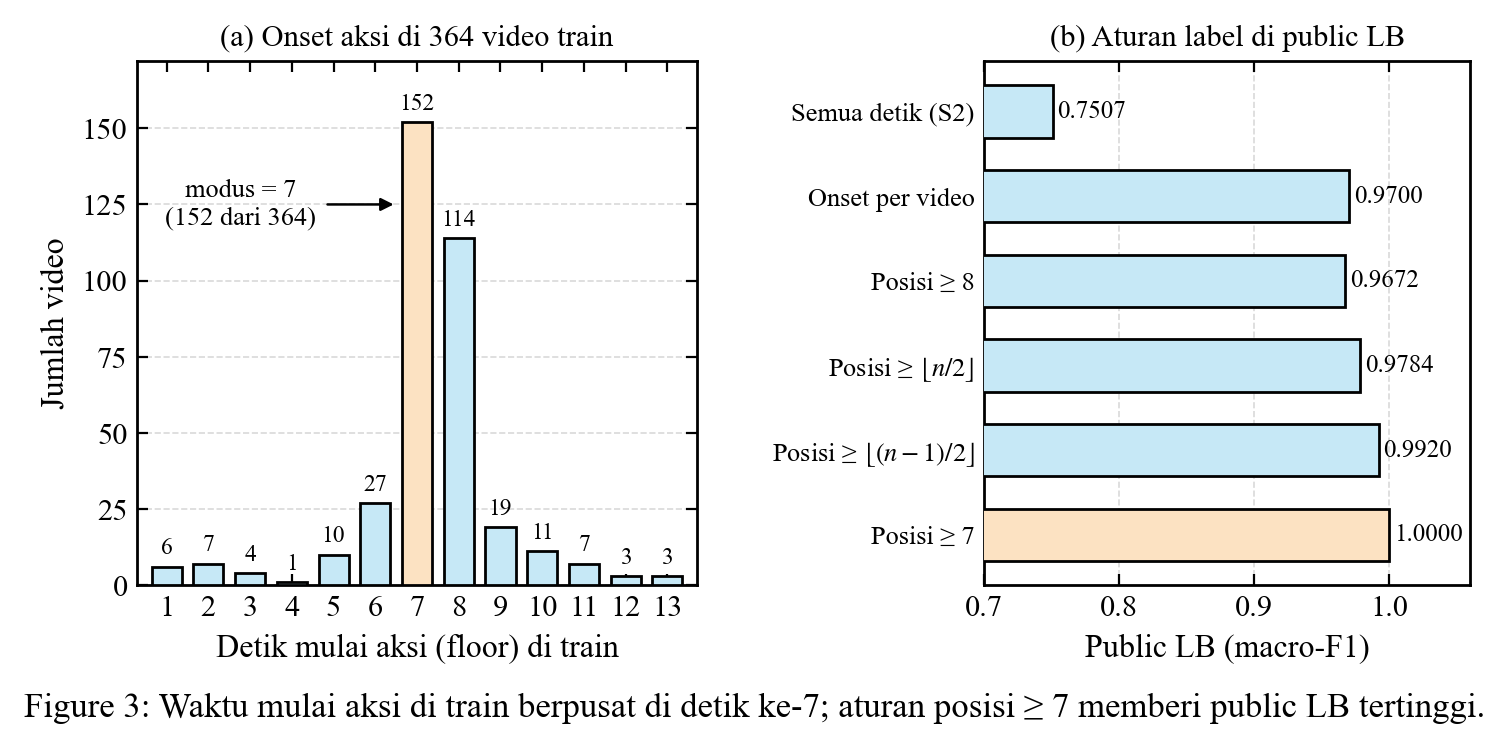 (a) Onset aksi di 364 video train
Jumlah video
150
125
100
75
50
25
0
modus = 7
(152 dari 364)
6
7
4
1
10
27
152
114
19
11
7
3
3
1 2 3 4 5 6 7 8 9 10 11 12 13
Detik mulai aksi (floor) di train
(b) Aturan label di public LB
Semua detik (S2) 0.7507
Onset per video 0.9700
Posisi ≥ 8 0.9672
Posisi ≥ ⌊n/2⌋ 0.9784
Posisi ≥ ⌊(n − 1)/2⌋ 0.9920
Posisi ≥ 7 1.0000
0.7 0.8 0.9 1.0
Public LB (macro-F1)
Figure 3: Waktu mulai aksi di train berpusat di detik ke-7; aturan posisi ≥ 7 memberi public LB tertinggi.